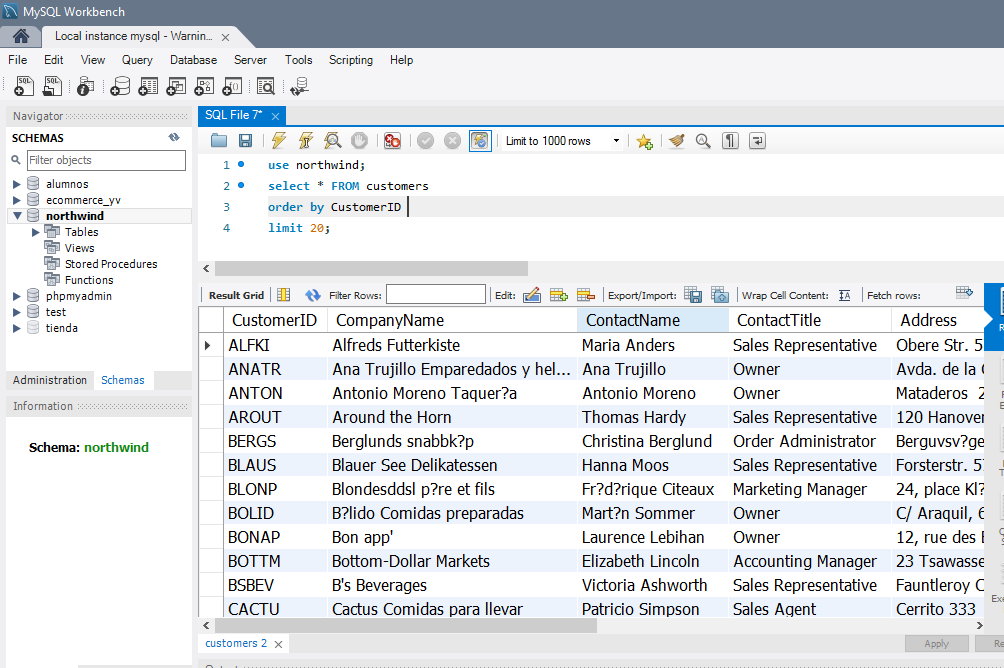 MySQL Workbench
Local instance mysql - Warnin...
File Edit View Query Database Server Tools Scripting Help
Navigator
SCHEMAS
Filter objects
alumnos
ecommerce_yv
northwind
Tables
Views
Stored Procedures
Functions
phpmyadmin
test
tienda
Administration Schemas
Information
Schema: northwind
SQL File 7*
Limit to 1000 rows
1 use northwind;
2 select * FROM customers
3 order by CustomerID
4 limit 20;
Result Grid Filter Rows: Edit: Export/Import: Wrap Cell Content: Fetch rows:
CustomerID CompanyName ContactName ContactTitle Address
ALFKI Alfreds Futterkiste Maria Anders Sales Representative Obere Str. 5
ANATR Ana Trujillo Emparedados y hel... Ana Trujillo Owner Avda. de la
ANTON Antonio Moreno Taquer?a Antonio Moreno Owner Mataderos 2
AROUT Around the Horn Thomas Hardy Sales Representative 120 Hanover
BERGS Berglunds snabbk?p Christina Berglund Order Administrator Berguvsv?ge
BLAUS Blauer See Delikatessen Hanna Moos Sales Representative Forsterstr. 57
BLONP Blondesddsl p?re et fils Fr?d?rique Citeaux Marketing Manager 24, place Kl?
BOLID B?lido Comidas preparadas Mart?n Sommer Owner C/ Araquil, 6
BONAP Bon app' Laurence Lebihan Owner 12, rue des
BOTTM Bottom-Dollar Markets Elizabeth Lincoln Accounting Manager 23 Tsawasse
BSBEV B's Beverages Victoria Ashworth Sales Representative Fauntleroy C
CACTU Cactus Comidas para llevar Patricio Simpson Sales Agent Cerrito 333
customers 2
Apply
Re